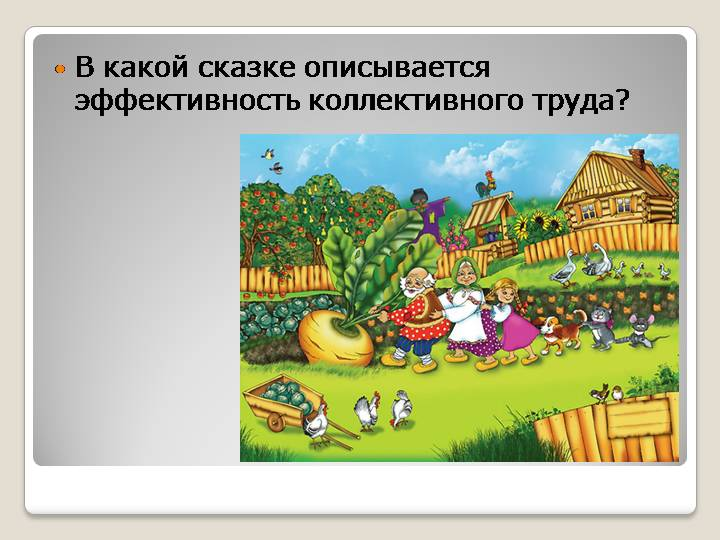 В какой сказке описывается
эффективность коллективного труда?